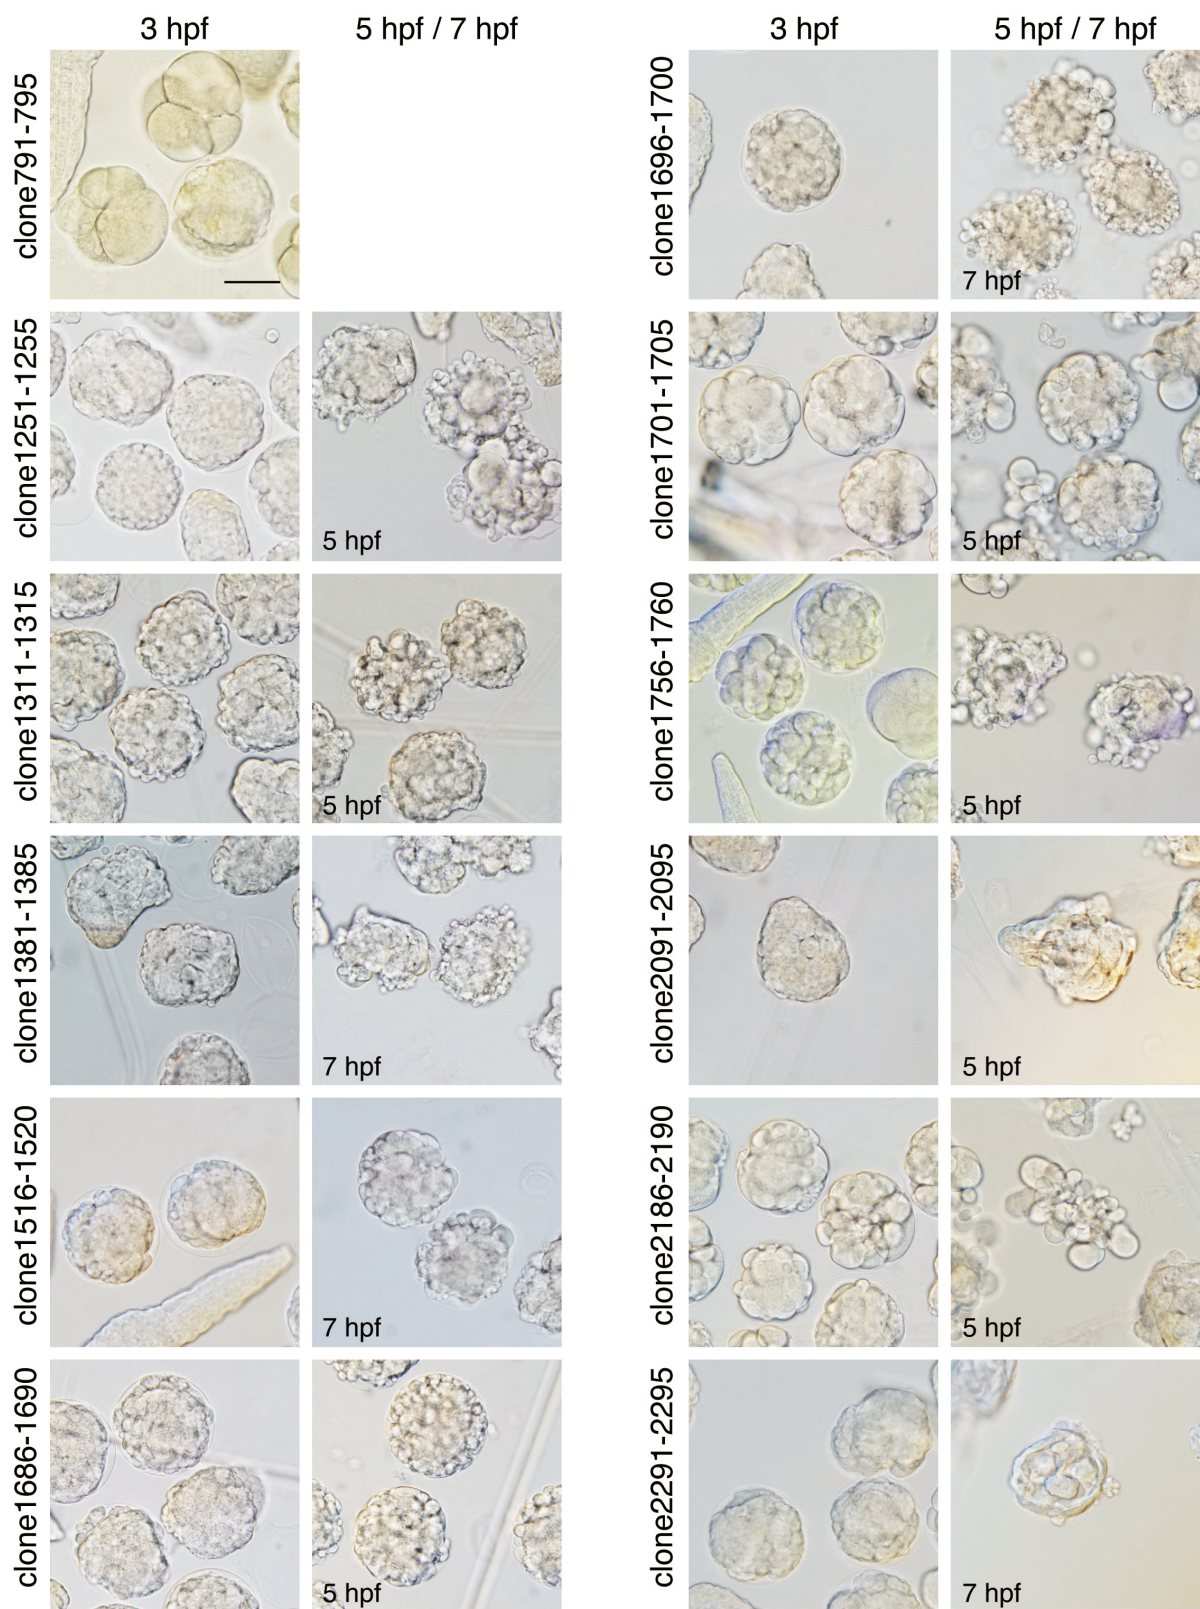 3 hpf
5 hpf / 7 hpf
3 hpf
5 hpf / 7 hpf
clone791-795
clone1696-1700
7 hpf
clone1251-1255
5 hpf
clone1701-1705
5 hpf
clone1311-1315
5 hpf
clone1756-1760
5 hpf
clone1381-1385
7 hpf
clone2091-2095
5 hpf
clone1516-1520
7 hpf
clone2186-2190
5 hpf
clone1686-1690
5 hpf
clone2291-2295
7 hpf